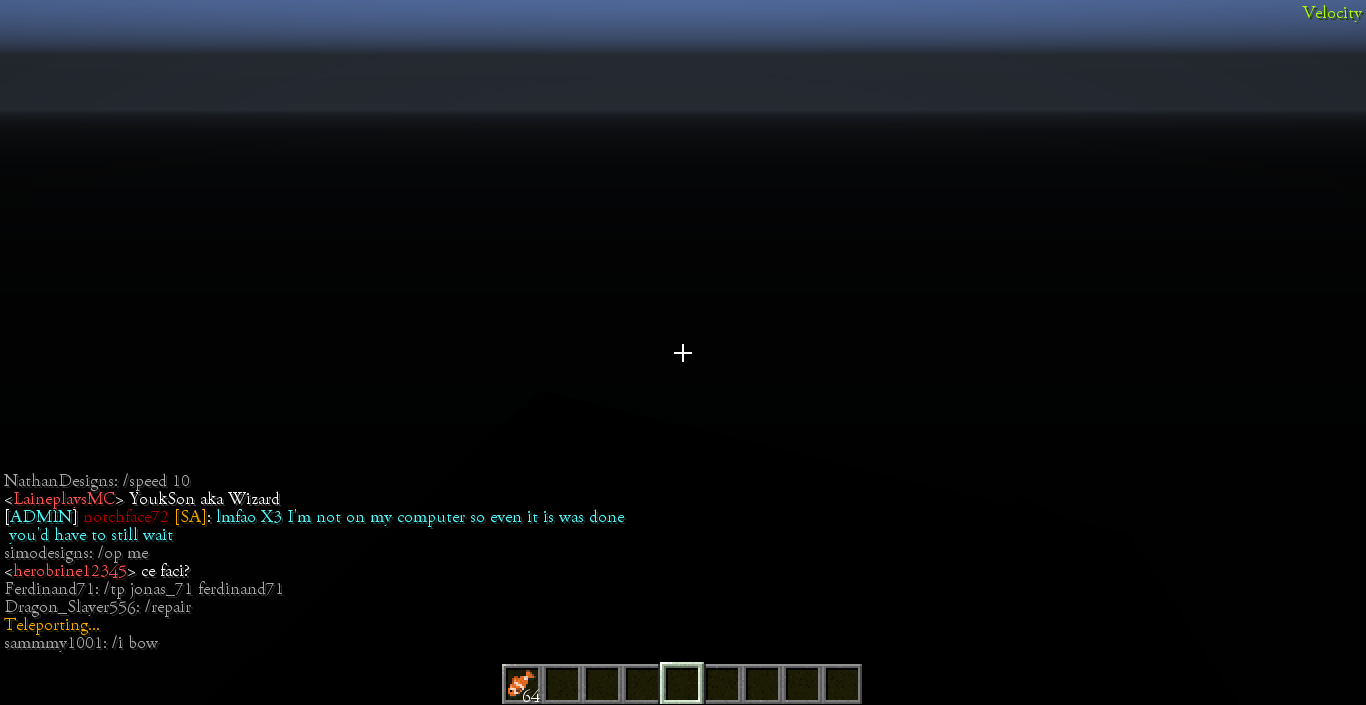 Velocity
NathanDesigns: /speed 10
<LaineplaysMC> YoukSon aka Wizard
[ADMIN] notchface72 [SA]: lmfao X3 I'm not on my computer so even it is was done
you'd have to still wait
simodesigns: /op me
<herobrine12345> ce faci?
Ferdinand71: /tp jonas_71 ferdinand71
Dragon_Slayer556: /repair
Teleporting...
sammmy1001: /i bow
64